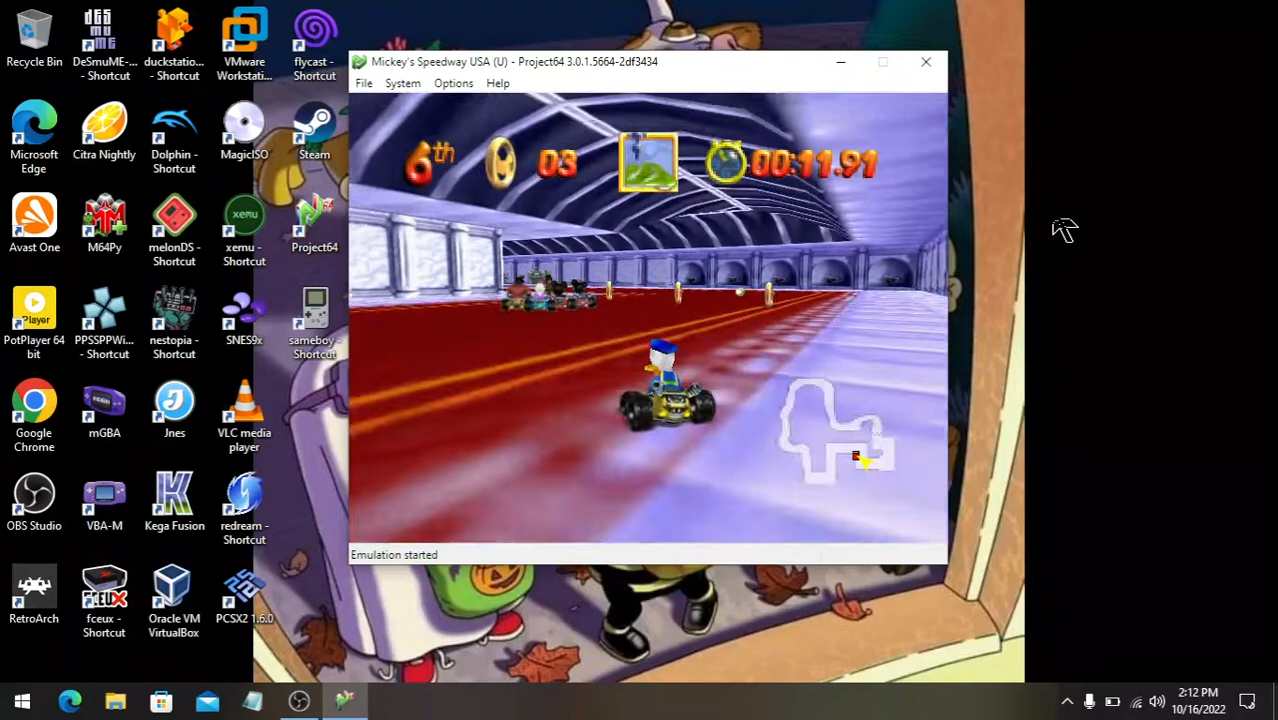 Recycle Bin
DeSmuME-...
- Shortcut
duckstation...
- Shortcut
VMware
Workstati...
flycast -
Shortcut
Microsoft
Edge
Citra Nightly
Dolphin -
Shortcut
MagicISO
Steam
Avast One
M64Py
melonDS -
Shortcut
xemu
xemu -
Shortcut
Project64
Player
PotPlayer 64
bit
PPSSPPWi...
- Shortcut
nestopia -
Shortcut
SNES9x
sameboy -
Shortcut
Google
Chrome
mGBA
Jnes
VLC media
player
OBS Studio
VBA-M
Kega Fusion
redream -
Shortcut
RetroArch
FCEUX
fceux -
Shortcut
Oracle VM
VirtualBox
PCSX2 1.6.0
Mickey's Speedway USA (U) - Project64 3.0.1.5664-2df3434
File System Options Help
6th 03 00:11.91
Emulation started
2:12 PM
10/16/2022